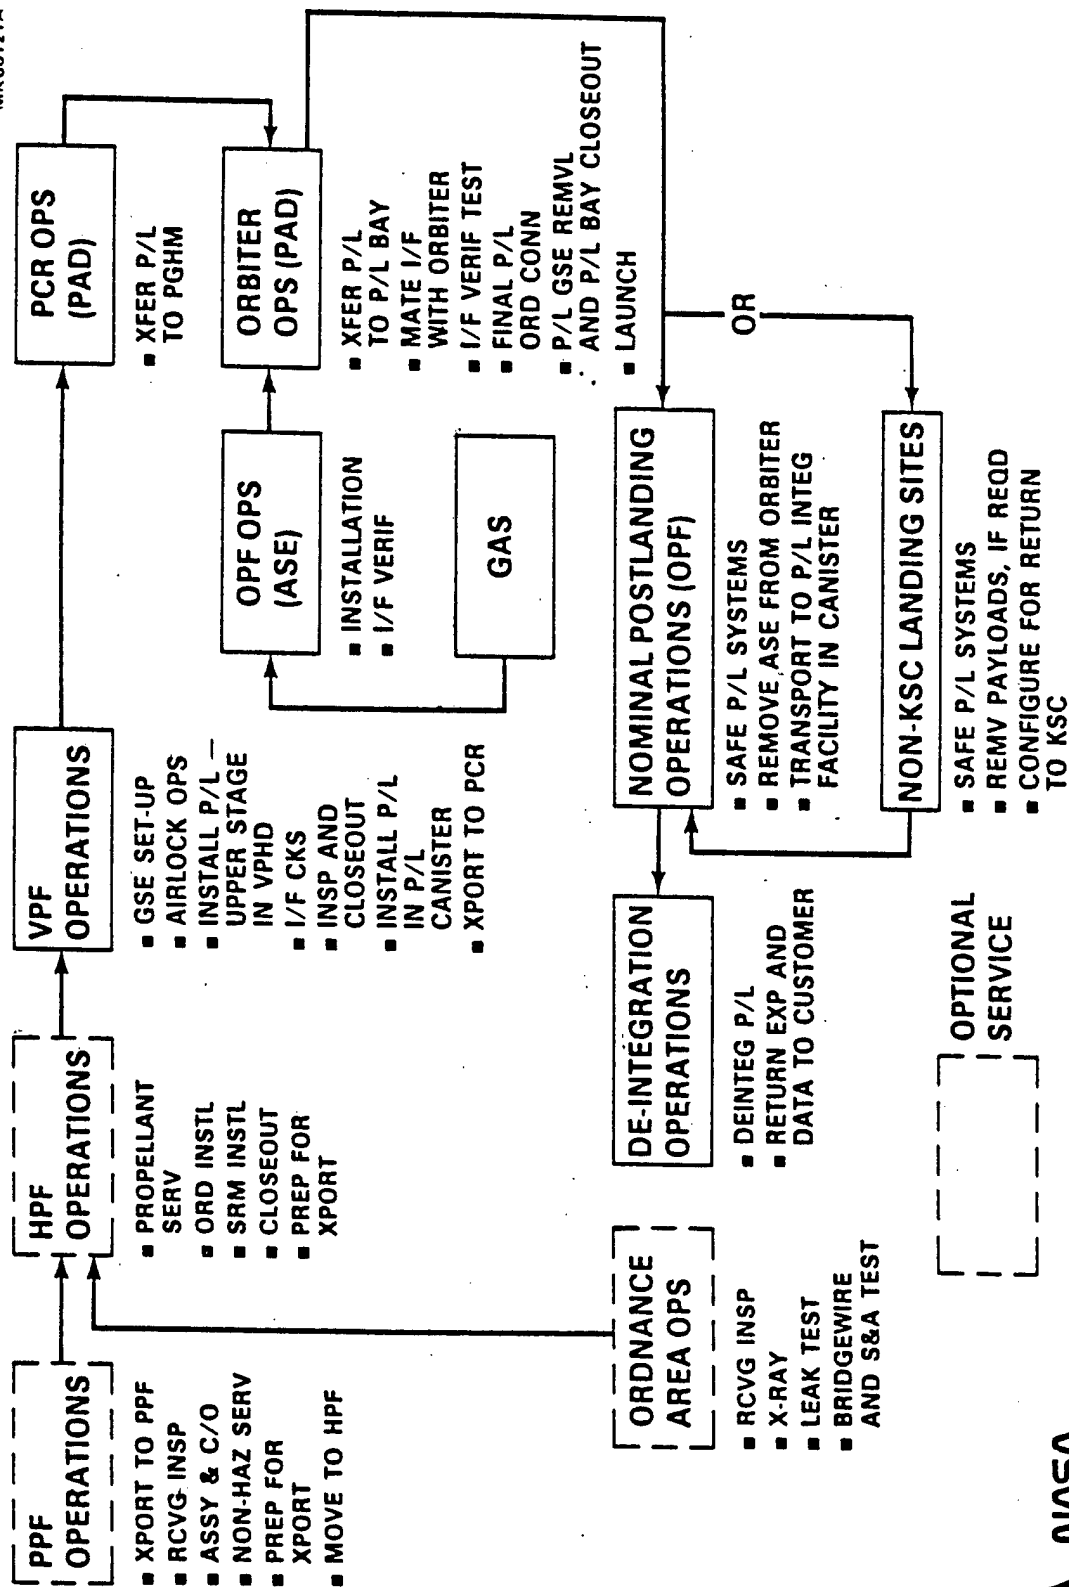 PPF
OPERATIONS
■ XPORT TO PPF
■ RCVG INSP
■ ASSY & C/O
■ NON-HAZ SERV
■ PREP FOR
XPORT
■ MOVE TO HPF
HPF
OPERATIONS
■ PROPELLANT
SERV
■ ORD INSTL
■ SRM INSTL
■ CLOSEOUT
■ PREP FOR
XPORT
VPF
OPERATIONS
■ GSE SET-UP
■ AIRLOCK OPS
■ INSTALL P/L –
UPPER STAGE
IN VPHD
■ I/F CKS
■ INSP AND
CLOSEOUT
■ INSTALL P/L
IN P/L
CANISTER
■ XPORT TO PCR
PCR OPS
(PAD)
■ XFER P/L
TO PGHM
OPF OPS
(ASE)
■ INSTALLATION
■ I/F VERIF
GAS
ORBITER
OPS (PAD)
■ XFER P/L
TO P/L BAY
■ MATE I/F
WITH ORBITER
■ I/F VERIF TEST
■ FINAL P/L
ORD CONN
■ P/L GSE REMVL
AND P/L BAY CLOSEOUT
■ LAUNCH
ORDNANCE
AREA OPS
■ RCVG INSP
■ X-RAY
■ LEAK TEST
■ BRIDGEWIRE
AND S&A TEST
DE-INTEGRATION
OPERATIONS
■ DEINTEG P/L
■ RETURN EXP AND
DATA TO CUSTOMER
NOMINAL POSTLANDING
OPERATIONS (OPF)
■ SAFE P/L SYSTEMS
■ REMOVE ASE FROM ORBITER
■ TRANSPORT TO P/L INTEG
FACILITY IN CANISTER
OR
NON-KSC LANDING SITES
■ SAFE P/L SYSTEMS
■ REMV PAYLOADS, IF REQD
■ CONFIGURE FOR RETURN
TO KSC
OPTIONAL
SERVICE
NASA